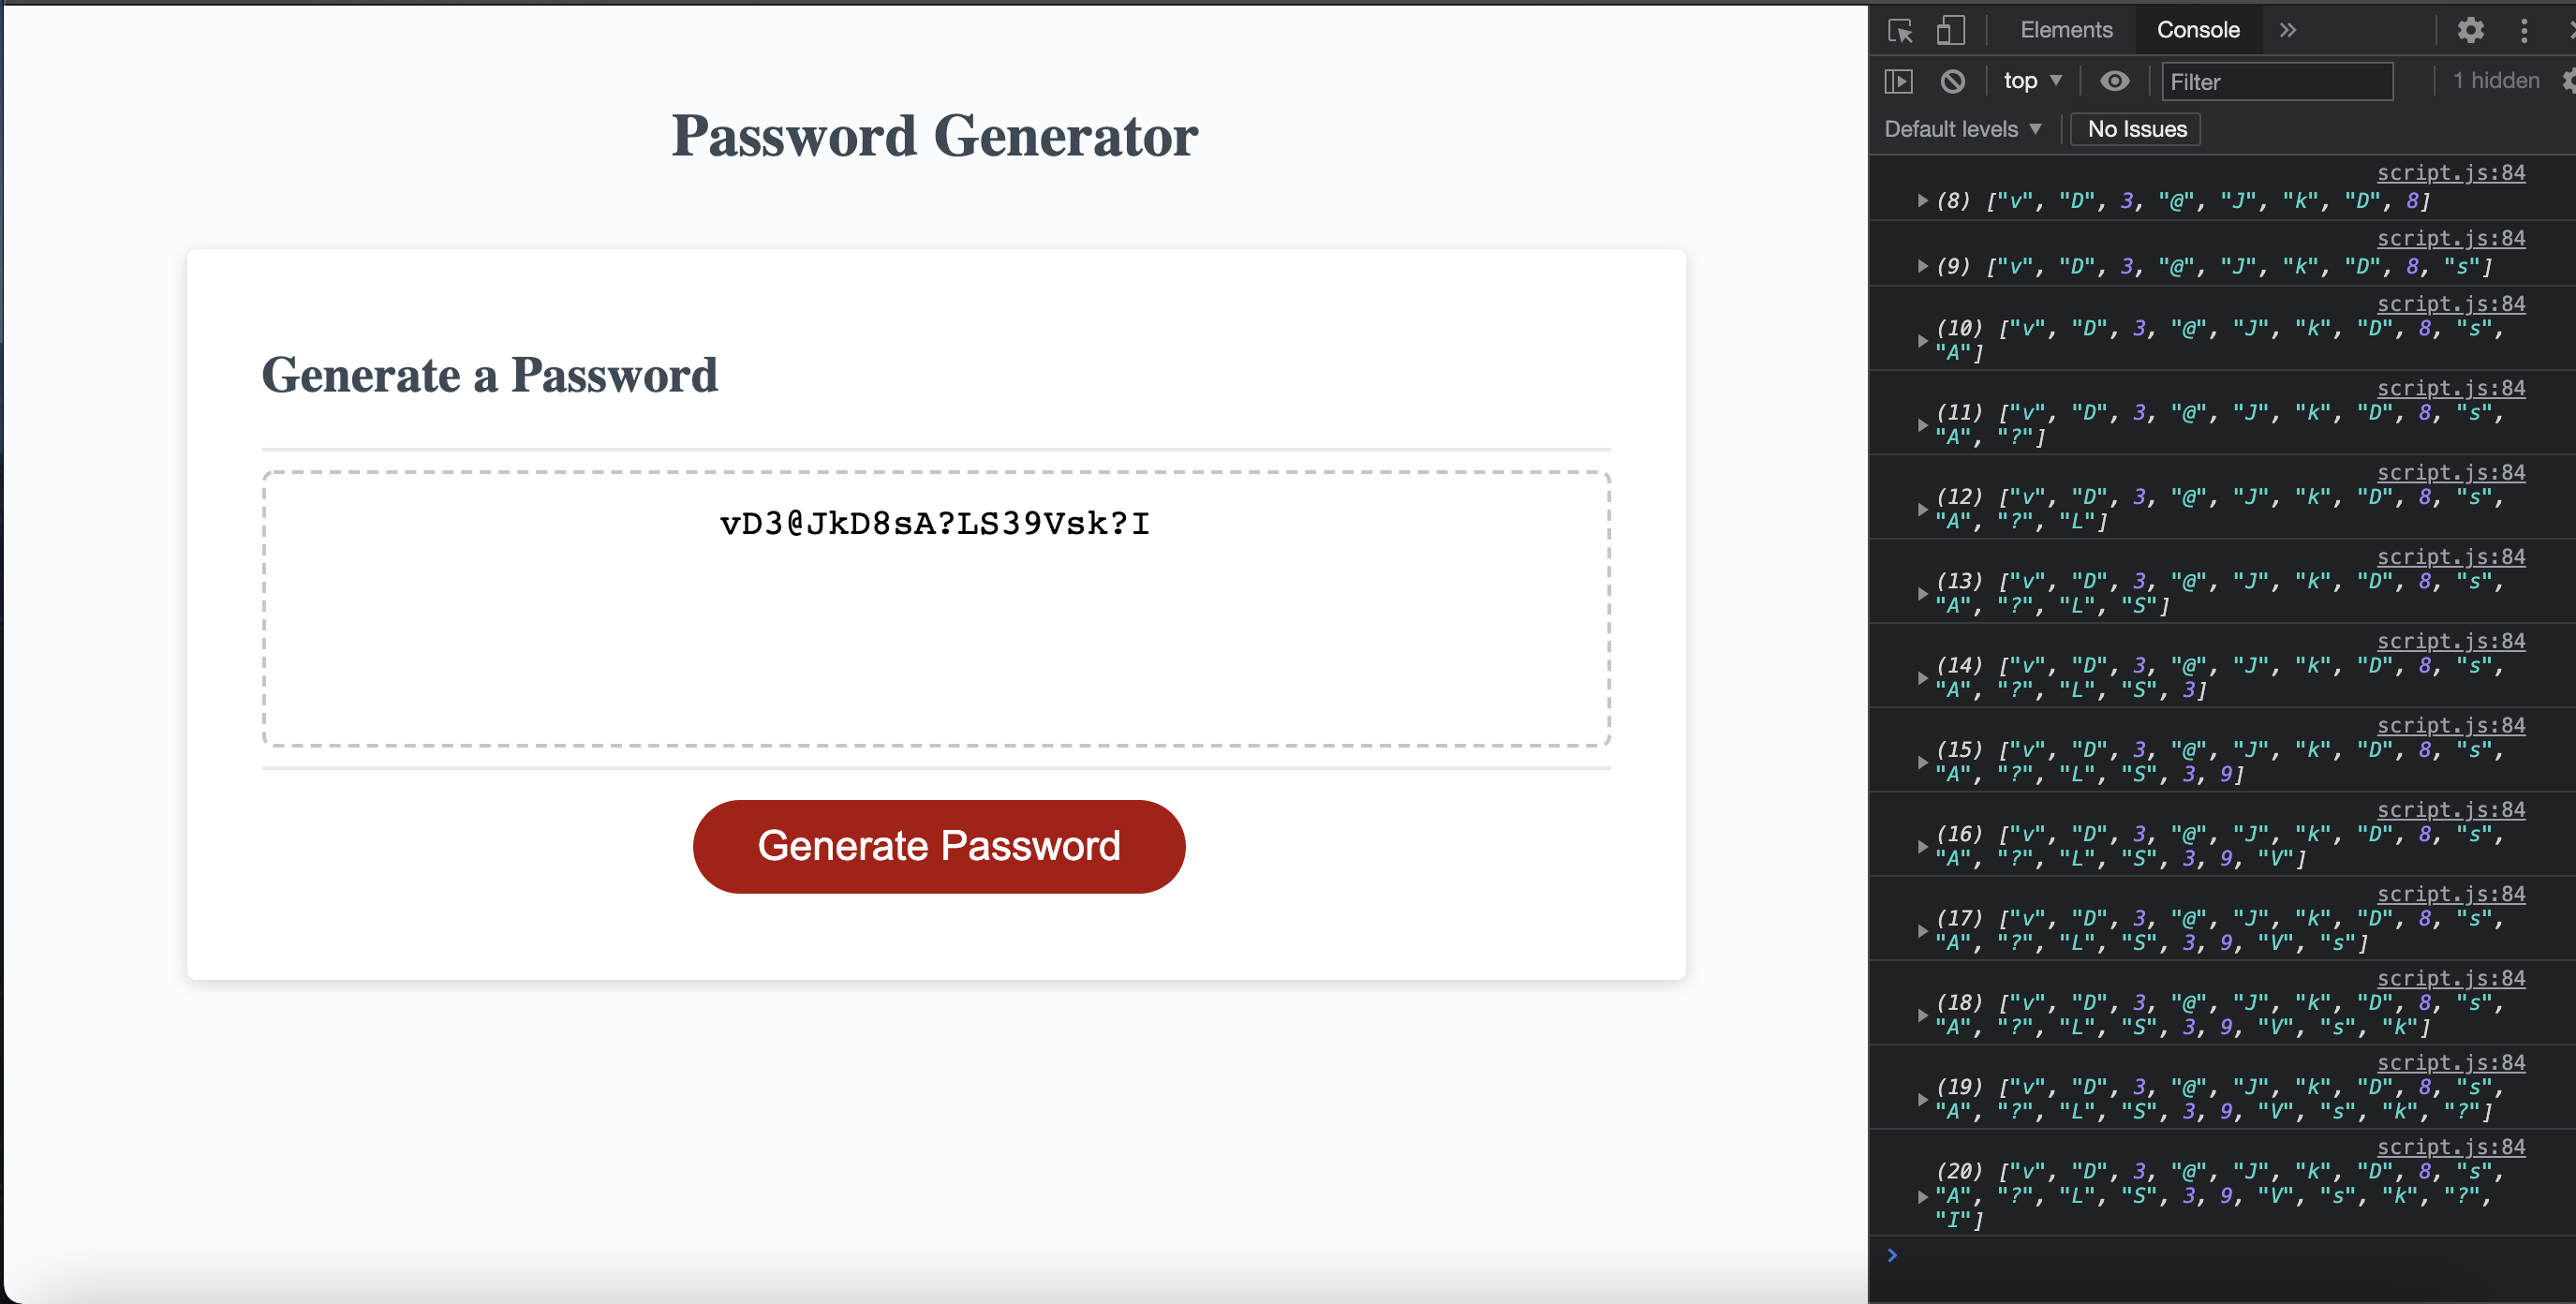 Password Generator
Generate a Password
vD3@JkD8sA?LS39Vsk?I
Generate Password
Elements Console »
top ▼ Filter 1 hidden
Default levels ▼ No Issues
script.js:84
(8) ["v", "D", 3, "@", "J", "k", "D", 8]
script.js:84
(9) ["v", "D", 3, "@", "J", "k", "D", 8, "s"]
script.js:84
(10) ["v", "D", 3, "@", "J", "k", "D", 8, "s",
"A"]
script.js:84
(11) ["v", "D", 3, "@", "J", "k", "D", 8, "s",
"A", "?"]
script.js:84
(12) ["v", "D", 3, "@", "J", "k", "D", 8, "s",
"A", "?", "L"]
script.js:84
(13) ["v", "D", 3, "@", "J", "k", "D", 8, "s",
"A", "?", "L", "S"]
script.js:84
(14) ["v", "D", 3, "@", "J", "k", "D", 8, "s",
"A", "?", "L", "S", 3]
script.js:84
(15) ["v", "D", 3, "@", "J", "k", "D", 8, "s",
"A", "?", "L", "S", 3, 9]
script.js:84
(16) ["v", "D", 3, "@", "J", "k", "D", 8, "s",
"A", "?", "L", "S", 3, 9, "V"]
script.js:84
(17) ["v", "D", 3, "@", "J", "k", "D", 8, "s",
"A", "?", "L", "S", 3, 9, "V", "s"]
script.js:84
(18) ["v", "D", 3, "@", "J", "k", "D", 8, "s",
"A", "?", "L", "S", 3, 9, "V", "s", "k"]
script.js:84
(19) ["v", "D", 3, "@", "J", "k", "D", 8, "s",
"A", "?", "L", "S", 3, 9, "V", "s", "k", "?"]
script.js:84
(20) ["v", "D", 3, "@", "J", "k", "D", 8, "s",
"A", "?", "L", "S", 3, 9, "V", "s", "k", "?",
"I"]